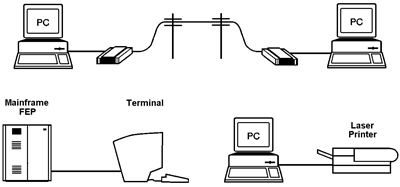 PC
PC
Mainframe
FEP
Terminal
PC
Laser
Printer